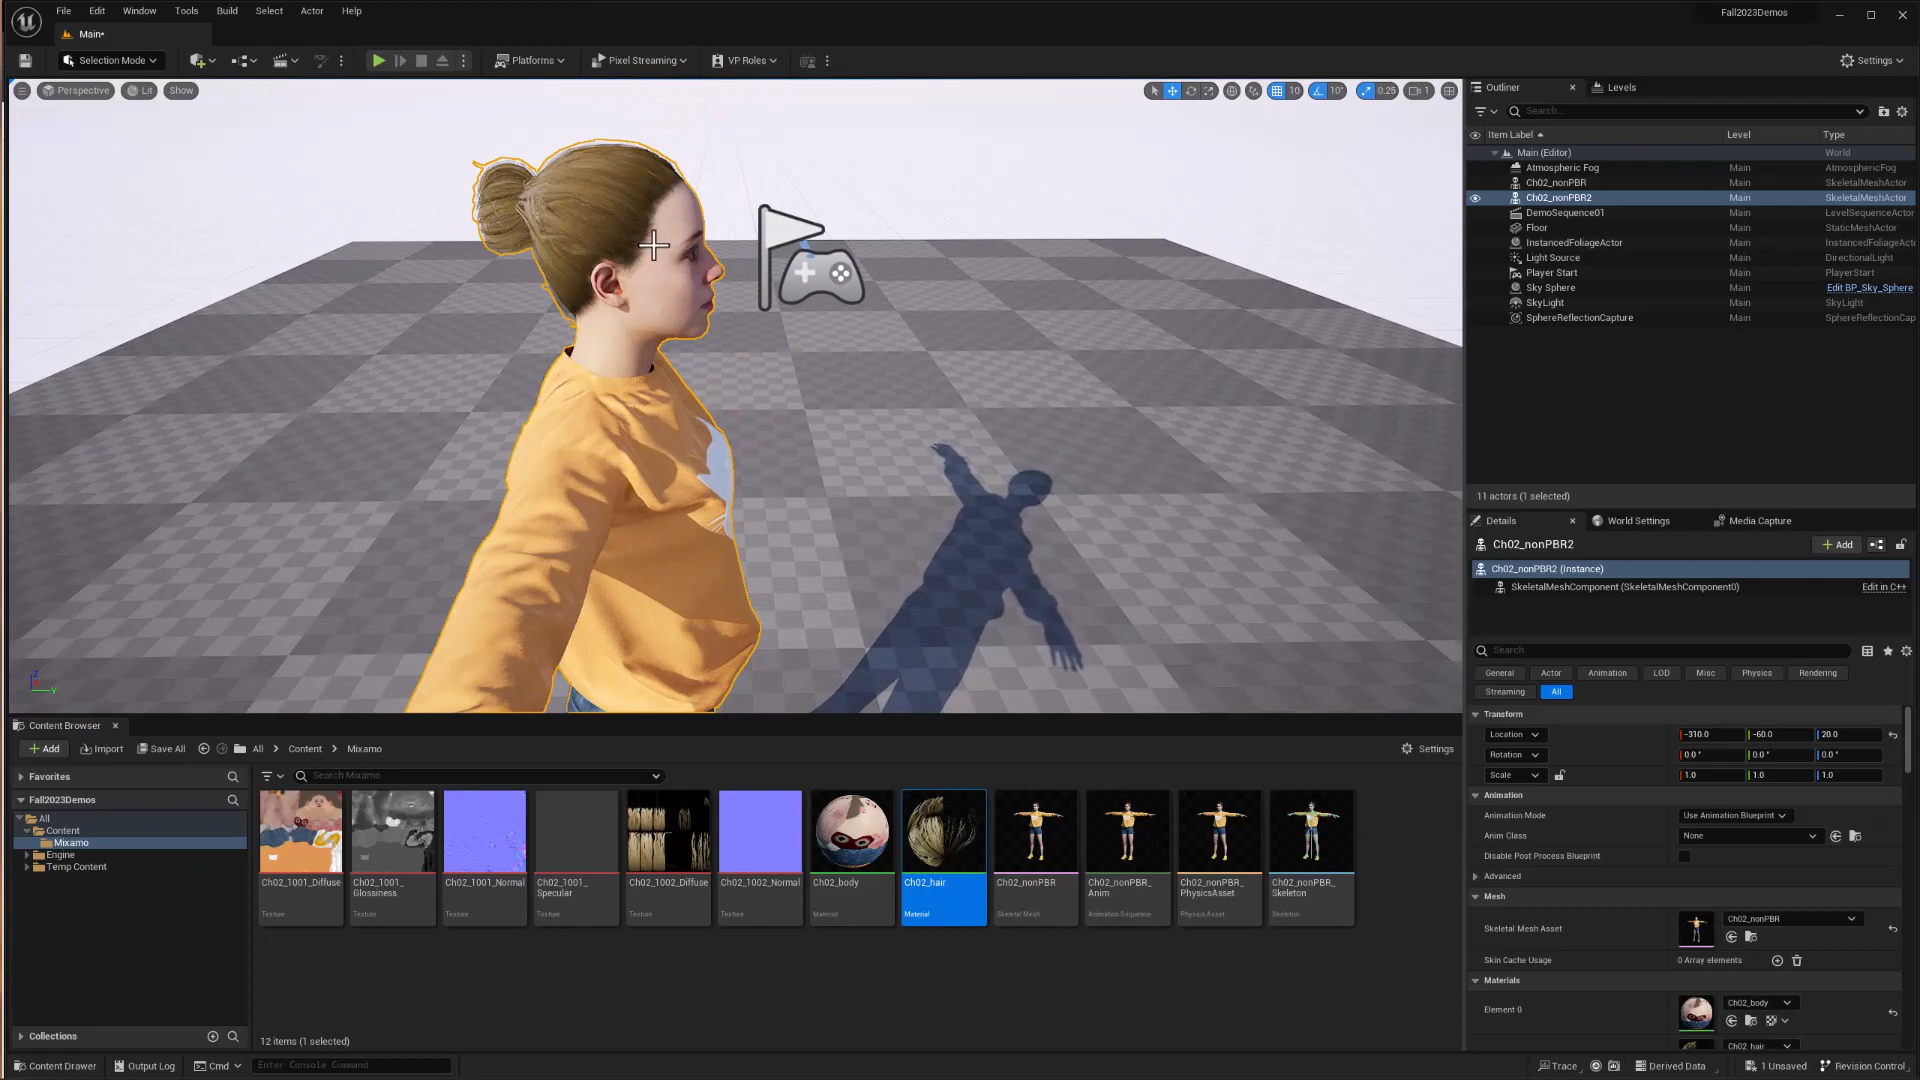 File Edit Window Tools Build Select Actor Help
Fall2023Demos
Main*
Selection Mode
Platforms
Pixel Streaming
VP Roles
Settings
Perspective Lit Show
10 10° 0.25 1
Outliner Levels
Search...
Item Label Level Type
Main (Editor) World
Atmospheric Fog Main AtmosphericFog
Ch02_nonPBR Main SkeletalMeshActor
Ch02_nonPBR2 Main SkeletalMeshActor
DemoSequence01 Main LevelSequenceActor
Floor Main StaticMeshActor
InstancedFoliageActor Main InstancedFoliageActo
Light Source Main DirectionalLight
Player Start Main PlayerStart
Sky Sphere Main Edit BP_Sky_Sphere
SkyLight Main SkyLight
SphereReflectionCapture Main SphereReflectionCap
11 actors (1 selected)
Details World Settings Media Capture
Ch02_nonPBR2
Add
Ch02_nonPBR2 (Instance)
SkeletalMeshComponent (SkeletalMeshComponent0) Edit in C++
Search
General Actor Animation LOD Misc Physics Rendering
Streaming All
Transform
Location -310.0 -60.0 20.0
Rotation 0.0° 0.0° 0.0°
Scale 1.0 1.0 1.0
Animation
Animation Mode Use Animation Blueprint
Anim Class None
Disable Post Process Blueprint
Advanced
Mesh
Skeletal Mesh Asset Ch02_nonPBR
Skin Cache Usage 0 Array elements
Materials
Element 0 Ch02_body
Ch02_hair
Z
Y
Content Browser
Add Import Save All All Content Mixamo Settings
Favorites
Search Mixamo
Fall2023Demos
All
Content
Mixamo
Engine
Temp Content
Collections
Ch02_1001_Diffuse
Texture
Ch02_1001_
Glossiness
Texture
Ch02_1001_Normal
Texture
Ch02_1001_
Specular
Texture
Ch02_1002_Diffuse
Texture
Ch02_1002_Normal
Texture
Ch02_body
Material
Ch02_hair
Material
Ch02_nonPBR
Skeletal Mesh
Ch02_nonPBR_
Anim
Animation Sequence
Ch02_nonPBR_
PhysicsAsset
Physics Asset
Ch02_nonPBR_
Skeleton
Skeleton
12 items (1 selected)
Content Drawer Output Log Cmd Enter Console Command
Trace Derived Data 1 Unsaved Revision Control